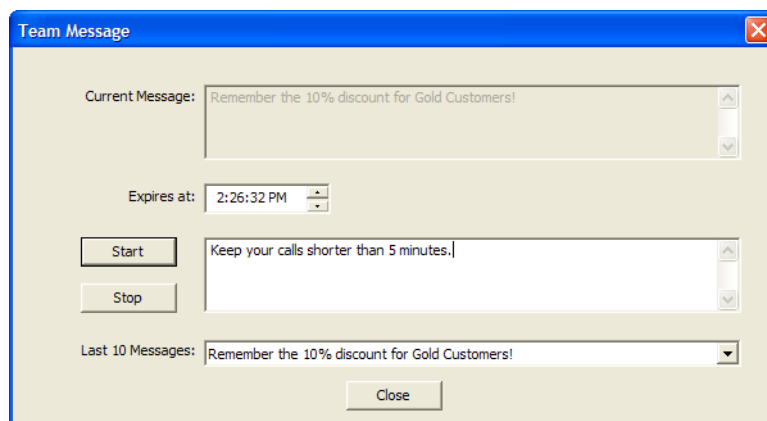 Team Message
Current Message: Remember the 10% discount for Gold Customers!
Expires at: 2:26:32 PM
Start Keep your calls shorter than 5 minutes.
Stop
Last 10 Messages: Remember the 10% discount for Gold Customers!
Close